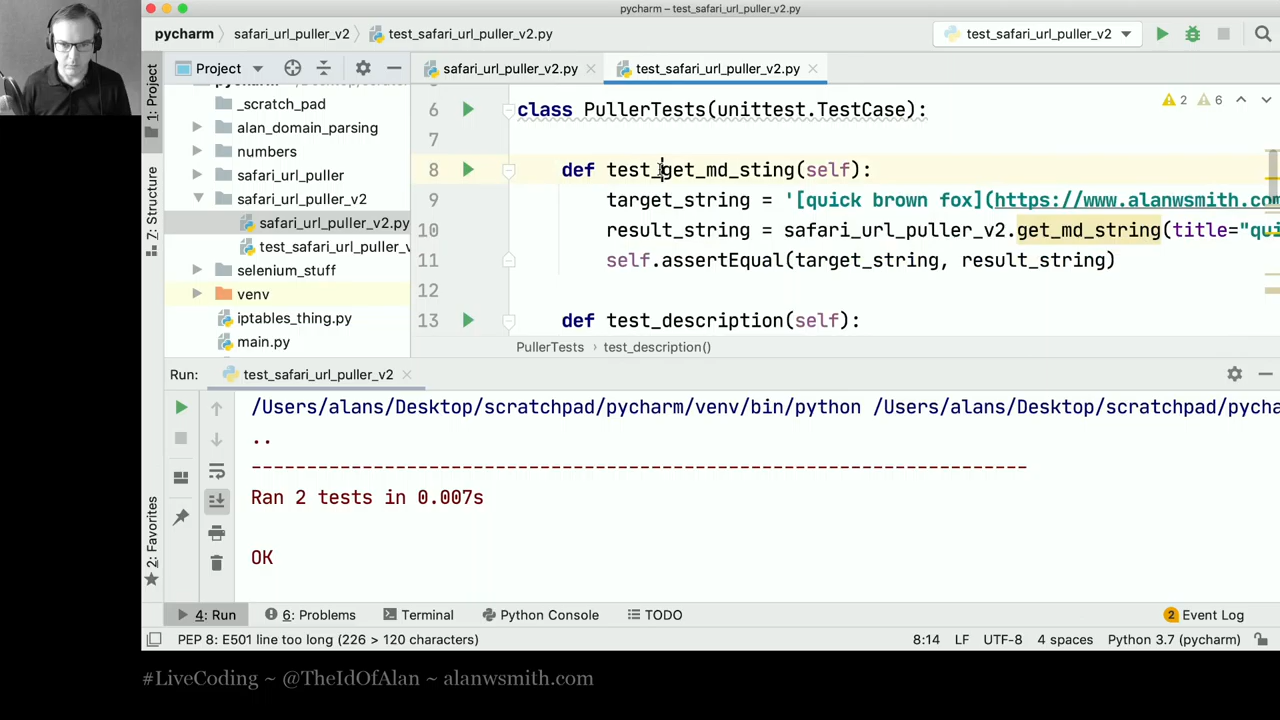 pycharm – test_safari_url_puller_v2.py
pycharm safari_url_puller_v2 test_safari_url_puller_v2.py test_safari_url_puller_v2
1: Project
Project
safari_url_puller_v2.py test_safari_url_puller_v2.py
_scratch_pad
alan_domain_parsing
numbers
safari_url_puller
safari_url_puller_v2
safari_url_puller_v2.py
test_safari_url_puller_v
selenium_stuff
venv
iptables_thing.py
main.py
6 class PullerTests(unittest.TestCase):
2 6
7
8 def test_get_md_sting(self):
9 target_string = '[quick brown fox](https://www.alanwsmith.com
10 result_string = safari_url_puller_v2.get_md_string(title="qui
11 self.assertEqual(target_string, result_string)
12
13 def test_description(self):
PullerTests › test_description()
7: Structure
2: Favorites
Run: test_safari_url_puller_v2
/Users/alans/Desktop/scratchpad/pycharm/venv/bin/python /Users/alans/Desktop/scratchpad/pycha
..
----------------------------------------------------------------------
Ran 2 tests in 0.007s
OK
4: Run 6: Problems Terminal Python Console TODO 2 Event Log
PEP 8: E501 line too long (226 > 120 characters) 8:14 LF UTF-8 4 spaces Python 3.7 (pycharm)
#LiveCoding ~ @TheIdOfAlan ~ alanwsmith.com